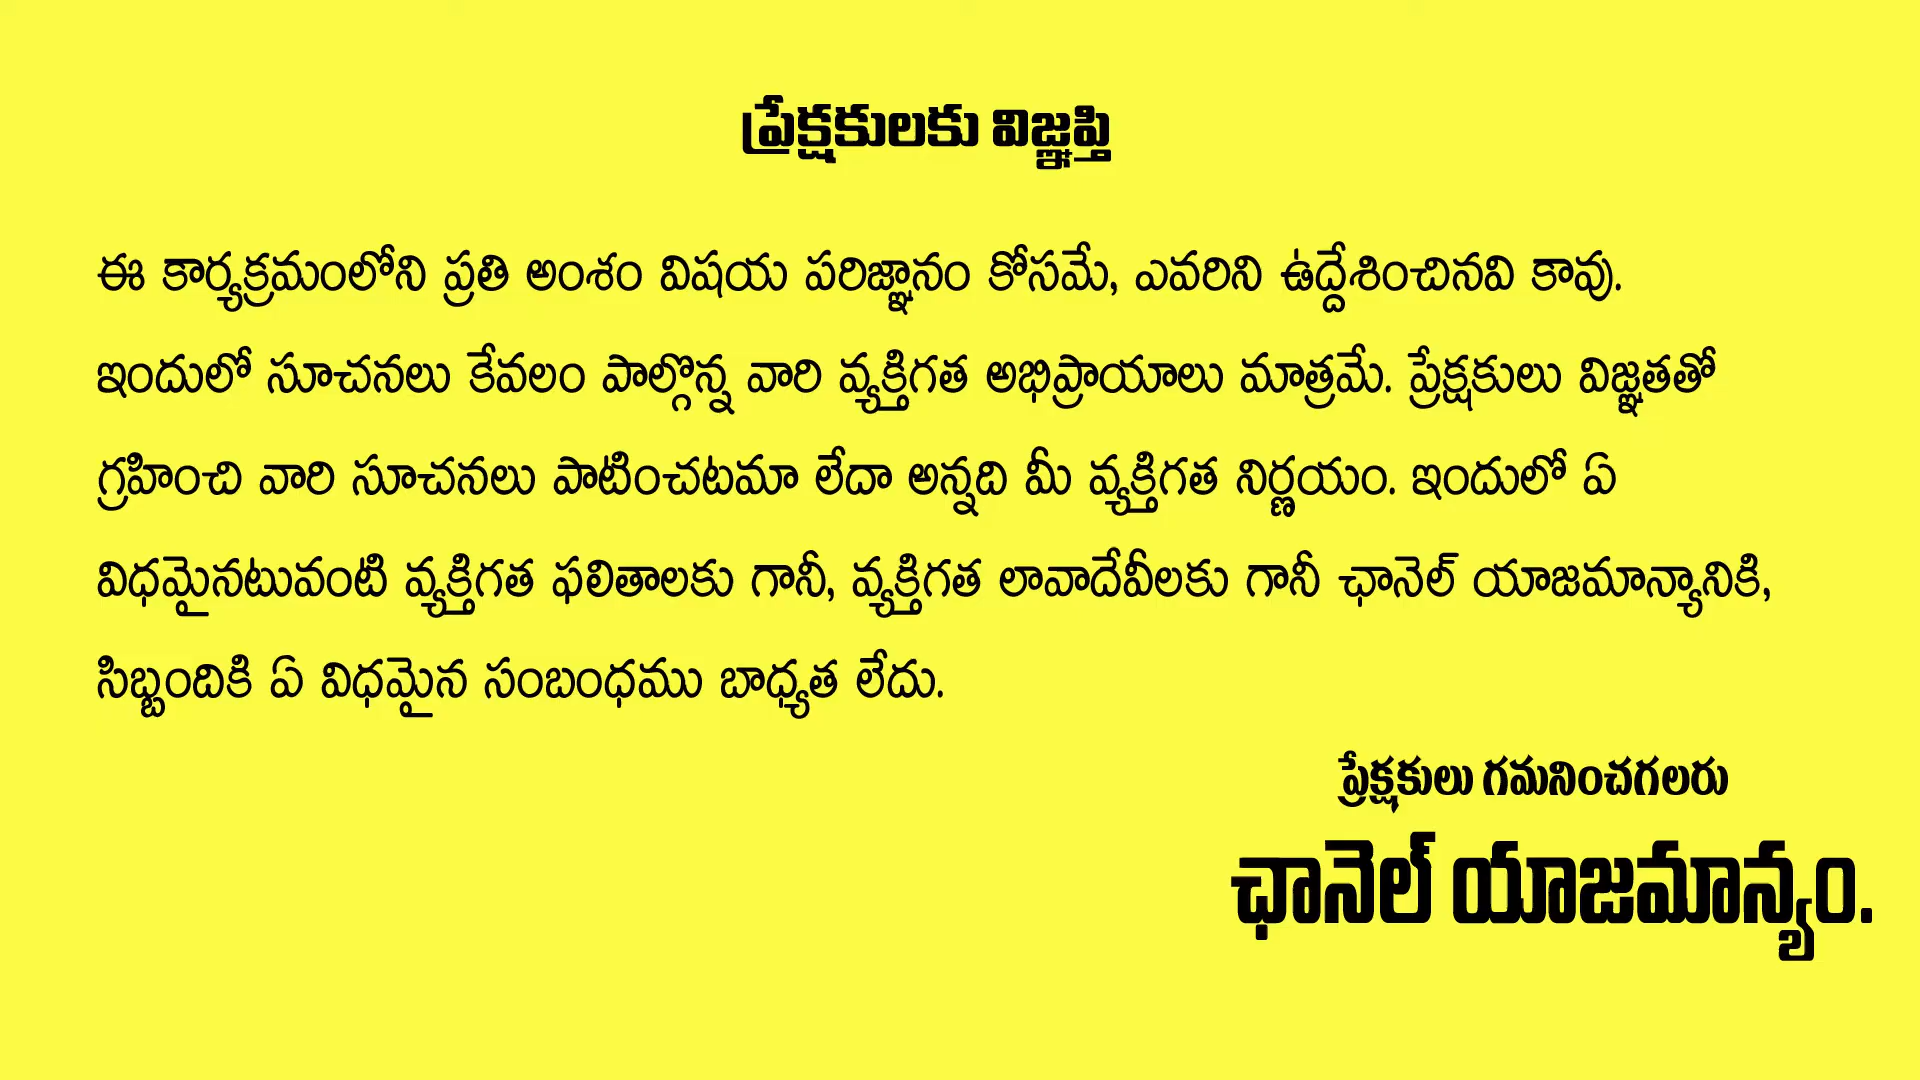 ప్రేక్షకులకు విజ్ఞప్తి
ఈ కార్యక్రమంలోని ప్రతి అంశం విషయ పరిజ్ఞానం కోసమే, ఎవరిని ఉద్దేశించినవి కావు.
ఇందులో సూచనలు కేవలం పాల్గొన్న వారి వ్యక్తిగత అభిప్రాయాలు మాత్రమే. ప్రేక్షకులు విజ్ఞతతో
గ్రహించి వారి సూచనలు పాటించటమా లేదా అన్నది మీ వ్యక్తిగత నిర్ణయం. ఇందులో ఏ
విధమైనటువంటి వ్యక్తిగత ఫలితాలకు గానీ, వ్యక్తిగత లావాదేవీలకు గానీ ఛానెల్ యాజమాన్యానికి,
సిబ్బందికి ఏ విధమైన సంబంధము బాధ్యత లేదు.
ప్రేక్షకులు గమనించగలరు
ఛానెల్ యాజమాన్యం.